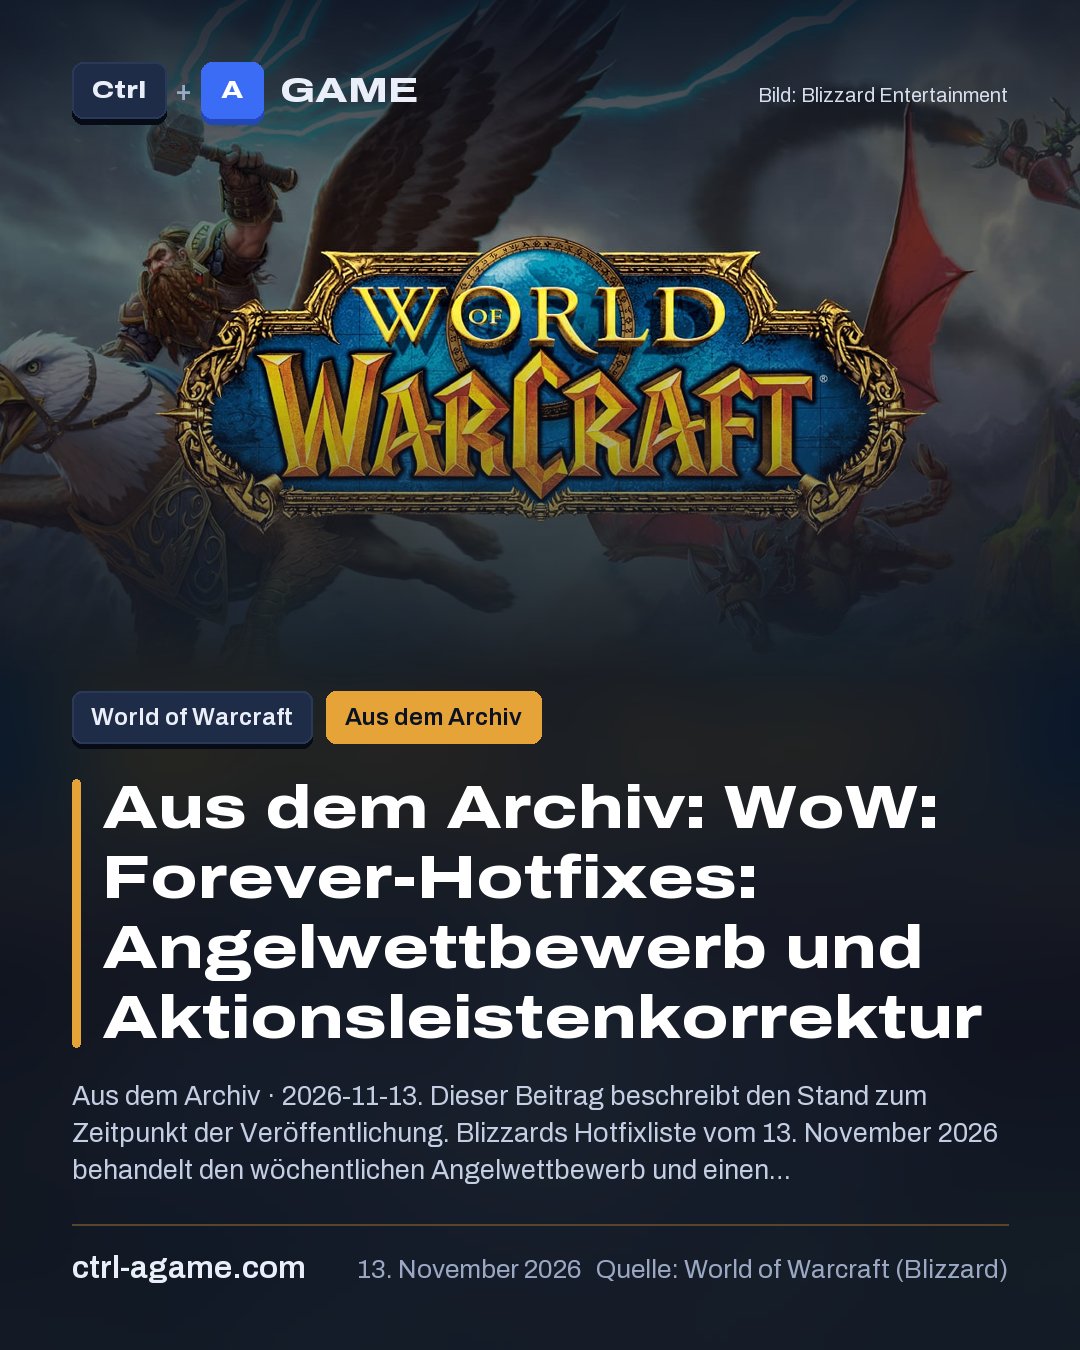 Ctrl + A GAME
Bild: Blizzard Entertainment
WORLD
OF
WARCRAFT®
World of Warcraft
Aus dem Archiv
Aus dem Archiv: WoW:
Forever-Hotfixes:
Angelwettbewerb und
Aktionsleistenkorrektur
Aus dem Archiv · 2026-11-13. Dieser Beitrag beschreibt den Stand zum
Zeitpunkt der Veröffentlichung. Blizzards Hotfixliste vom 13. November 2026
behandelt den wöchentlichen Angelwettbewerb und einen...
ctrl-agame.com
13. November 2026 Quelle: World of Warcraft (Blizzard)